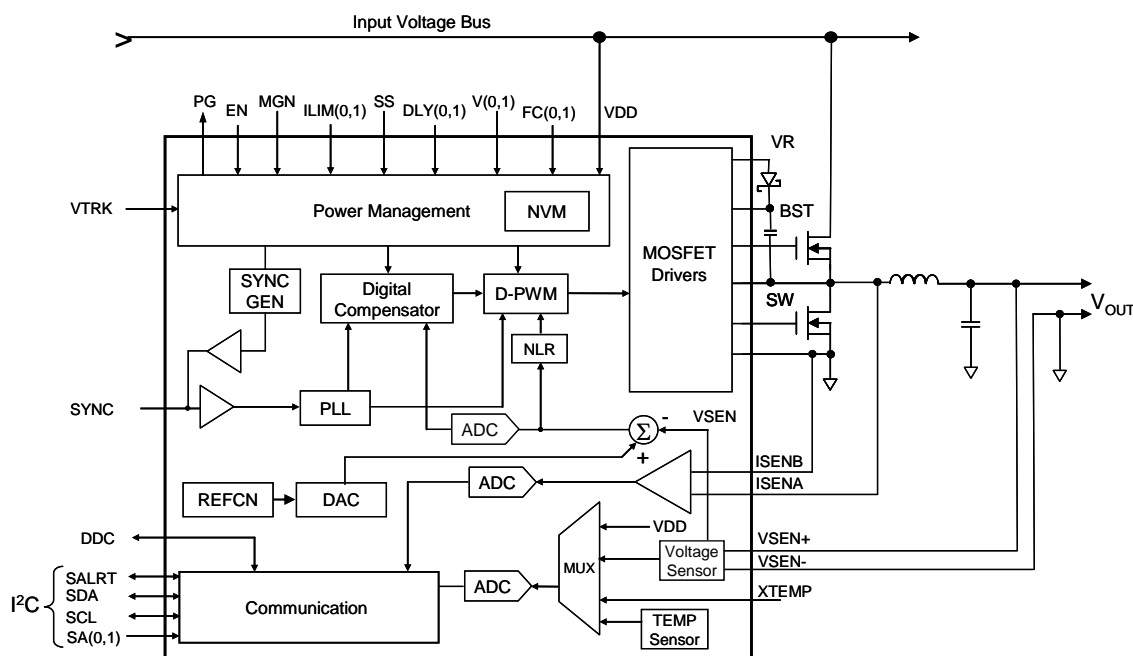 Input Voltage Bus
PG
EN
MGN
ILIM(0,1)
SS
DLY(0,1)
V(0,1)
FC(0,1)
VDD
VR
VTRK
Power Management
NVM
BST
MOSFET
Drivers
SYNC
GEN
Digital
Compensator
D-PWM
SW
VOUT
NLR
SYNC
PLL
ADC
VSEN
-
Σ
+
ISENB
ISENA
REFCN
DAC
ADC
DDC
VDD
VSEN+
VSEN-
Voltage
Sensor
MUX
I²C
SALRT
SDA
SCL
SA(0,1)
Communication
ADC
XTEMP
TEMP
Sensor